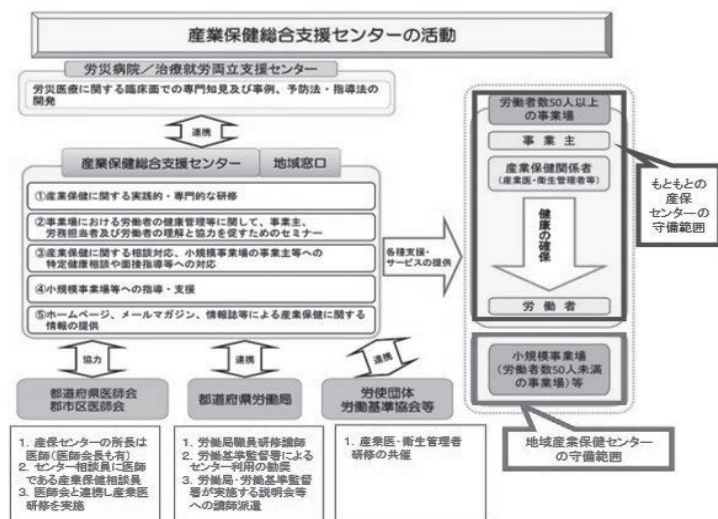 産業保健総合支援センターの活動
労災病院／治療就労両立支援センター
労災医療に関する臨床面での専門知見及び事例、予防法・指導法の
開発
連携
産業保健総合支援センター
地域窓口
①産業保健に関する実践的・専門的な研修
②事業場における労働者の健康管理等に関して、事業主、
労務担当者及び労働者の理解と協力を促すためのセミナー
③産業保健に関する相談対応、小規模事業場の事業主等への
特定健康相談や面接指導等への対応
④小規模事業場等への指導・支援
⑤ホームページ、メールマガジン、情報誌等による産業保健に関する
情報の提供
各種支援・
サービスの提供
労働者数50人以上
の事業場
事業主
産業保健関係者
(産業医・衛生管理者等)
健康の確保
労働者
もともとの
産保
センターの
守備範囲
小規模事業場
(労働者数50人未満
の事業場)等
地域産業保健センター
の守備範囲
協力
連携
連携
都道府県医師会
郡市区医師会
都道府県労働局
労使団体
労働基準協会等
1. 産保センターの所長は
医師(医師会長も有)
2. センター相談員に医師
である産業保健相談員
3. 医師会と連携し産業医
研修を実施
1. 労働局職員研修講師
2. 労働基準監督署による
センター利用の勧奨
3. 労働局・労働基準監督
署が実施する説明会等
への講師派遣
1. 産業医・衛生管理者
研修の共催